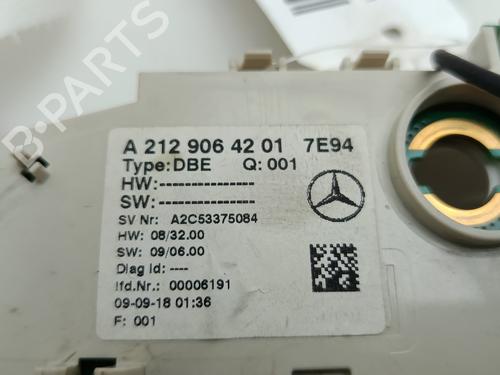 B-PARTS
A 212 906 42 01 7E94
Type:DBE Q: 001
HW:----------------
SW:----------------
SV Nr: A2C53375084
HW: 08/32.00
SW: 09/06.00
Diag Id: ----
lfd.Nr.: 00006191
09-09-18 01:36
F: 001